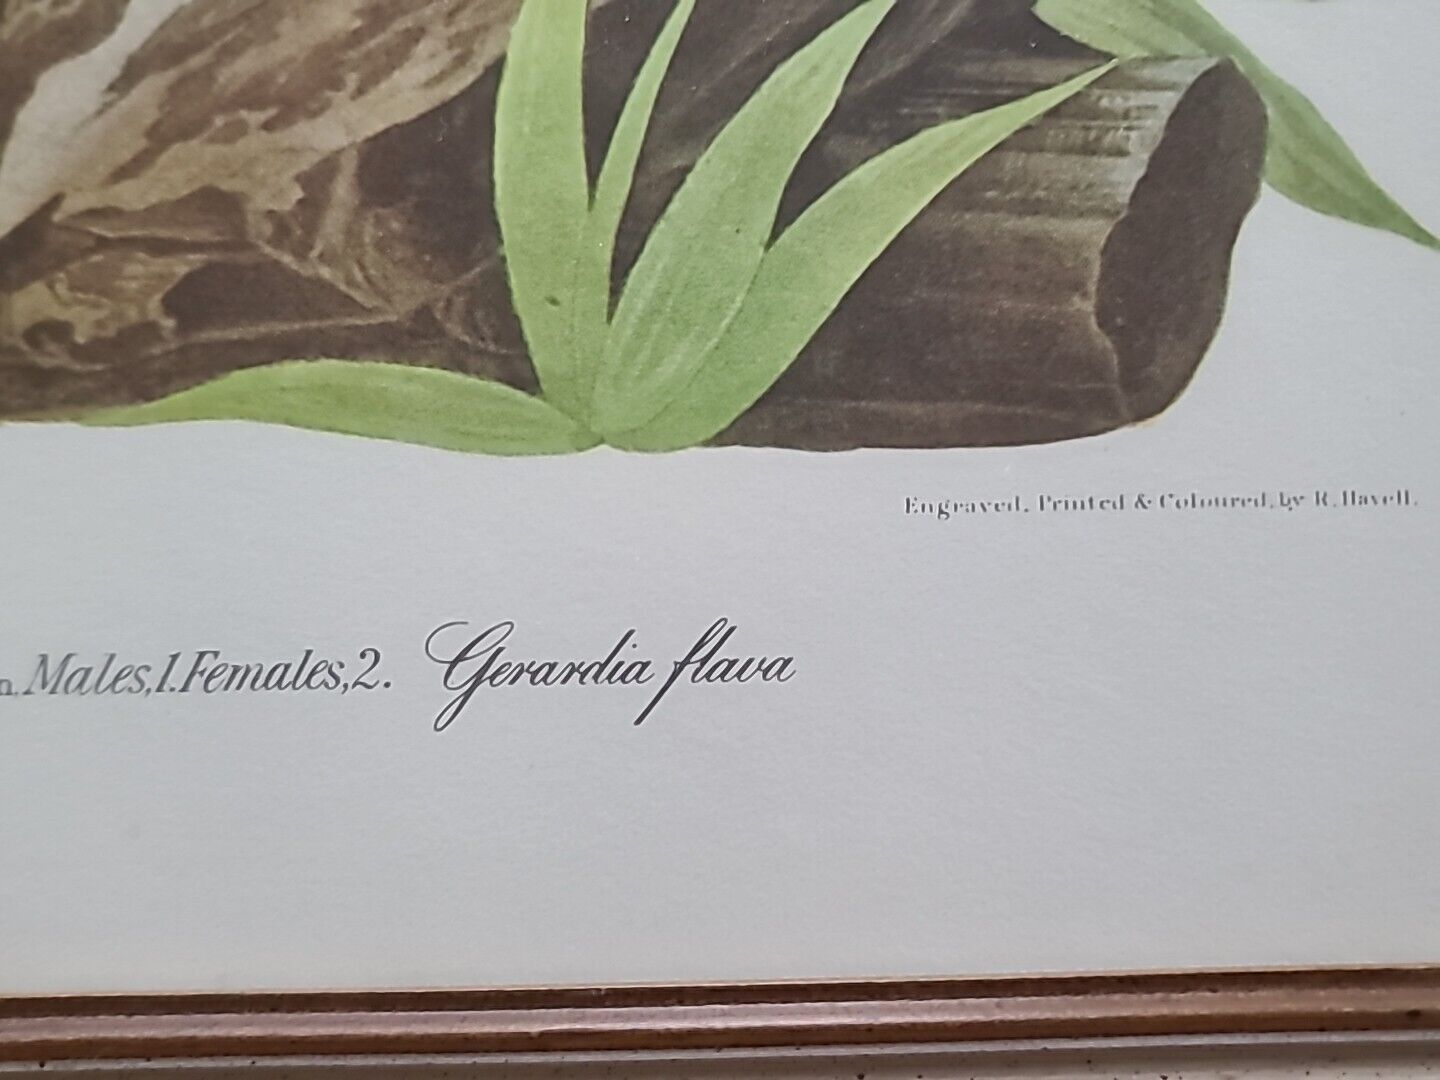 Engraved, Printed & Coloured, by R. Havell.
n, Males, 1. Females, 2. Gerardia flava